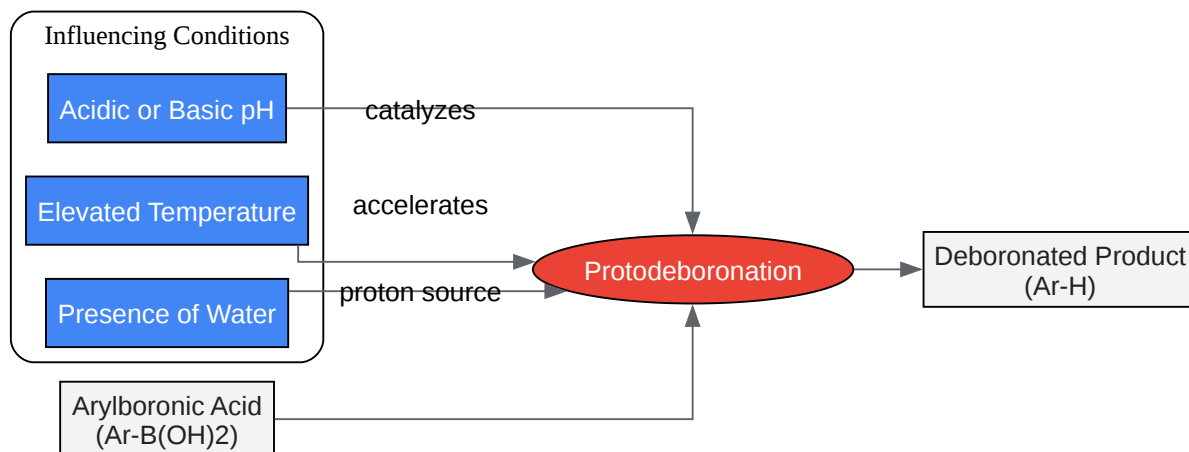 Influencing Conditions
Acidic or Basic pH
catalyzes
Elevated Temperature
accelerates
Protodeboronation
Deboronated Product
(Ar-H)
Presence of Water
proton source
Arylboronic Acid
(Ar-B(OH)2)